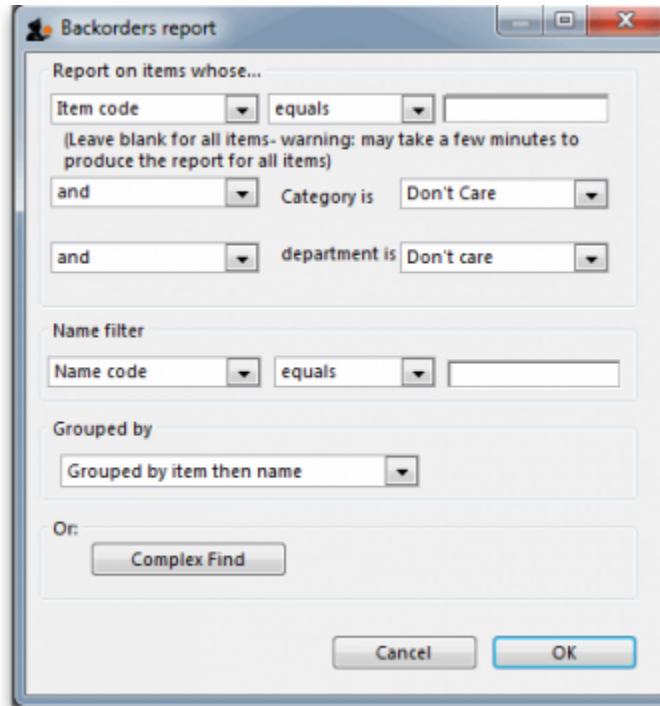 Backorders report
Report on items whose...
Item code equals
(Leave blank for all items- warning: may take a few minutes to
produce the report for all items)
and Category is Don't Care
and department is Don't care
Name filter
Name code equals
Grouped by
Grouped by item then name
Or:
Complex Find
Cancel OK